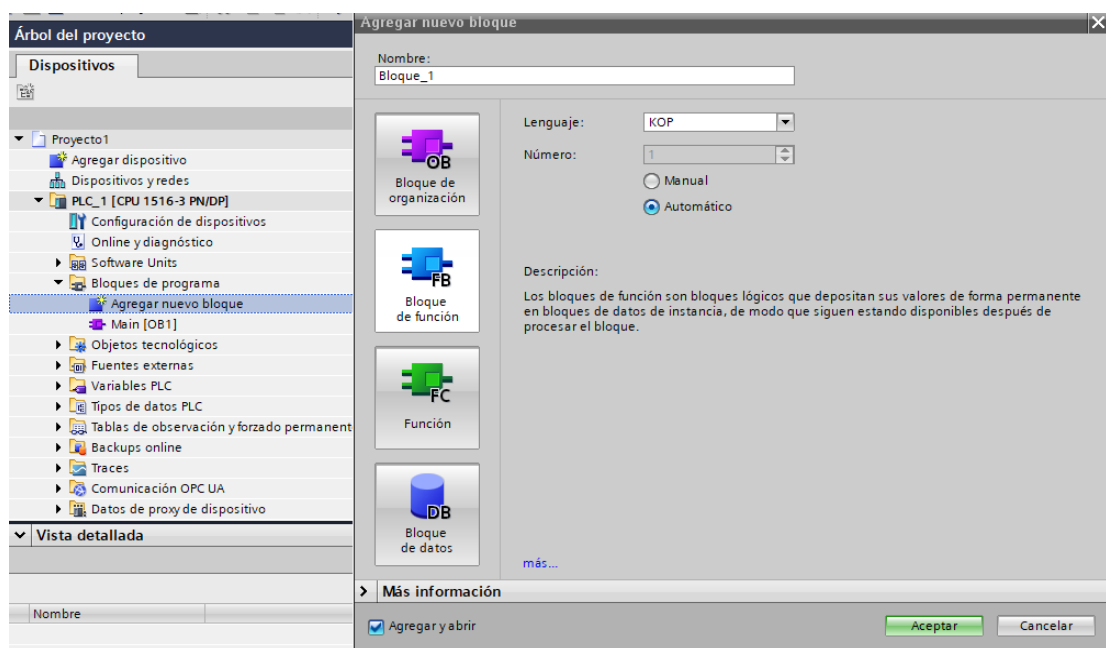 Árbol del proyecto
Dispositivos
Proyecto1
Agregar dispositivo
Dispositivos y redes
PLC_1 [CPU 1516-3 PN/DP]
Configuración de dispositivos
Online y diagnóstico
Software Units
Bloques de programa
Agregar nuevo bloque
Main [OB1]
Objetos tecnológicos
Fuentes externas
Variables PLC
Tipos de datos PLC
Tablas de observación y forzado permanent
Backups online
Traces
Comunicación OPC UA
Datos de proxy de dispositivo
Vista detallada
Nombre
Agregar nuevo bloque
Nombre:
Bloque_1
OB
Bloque de
organización
FB
Bloque
de función
FC
Función
DB
Bloque
de datos
Lenguaje: KOP
Número: 1
Manual
Automático
Descripción:
Los bloques de función son bloques lógicos que depositan sus valores de forma permanente
en bloques de datos de instancia, de modo que siguen estando disponibles después de
procesar el bloque.
más...
Más información
Agregar y abrir
Aceptar
Cancelar